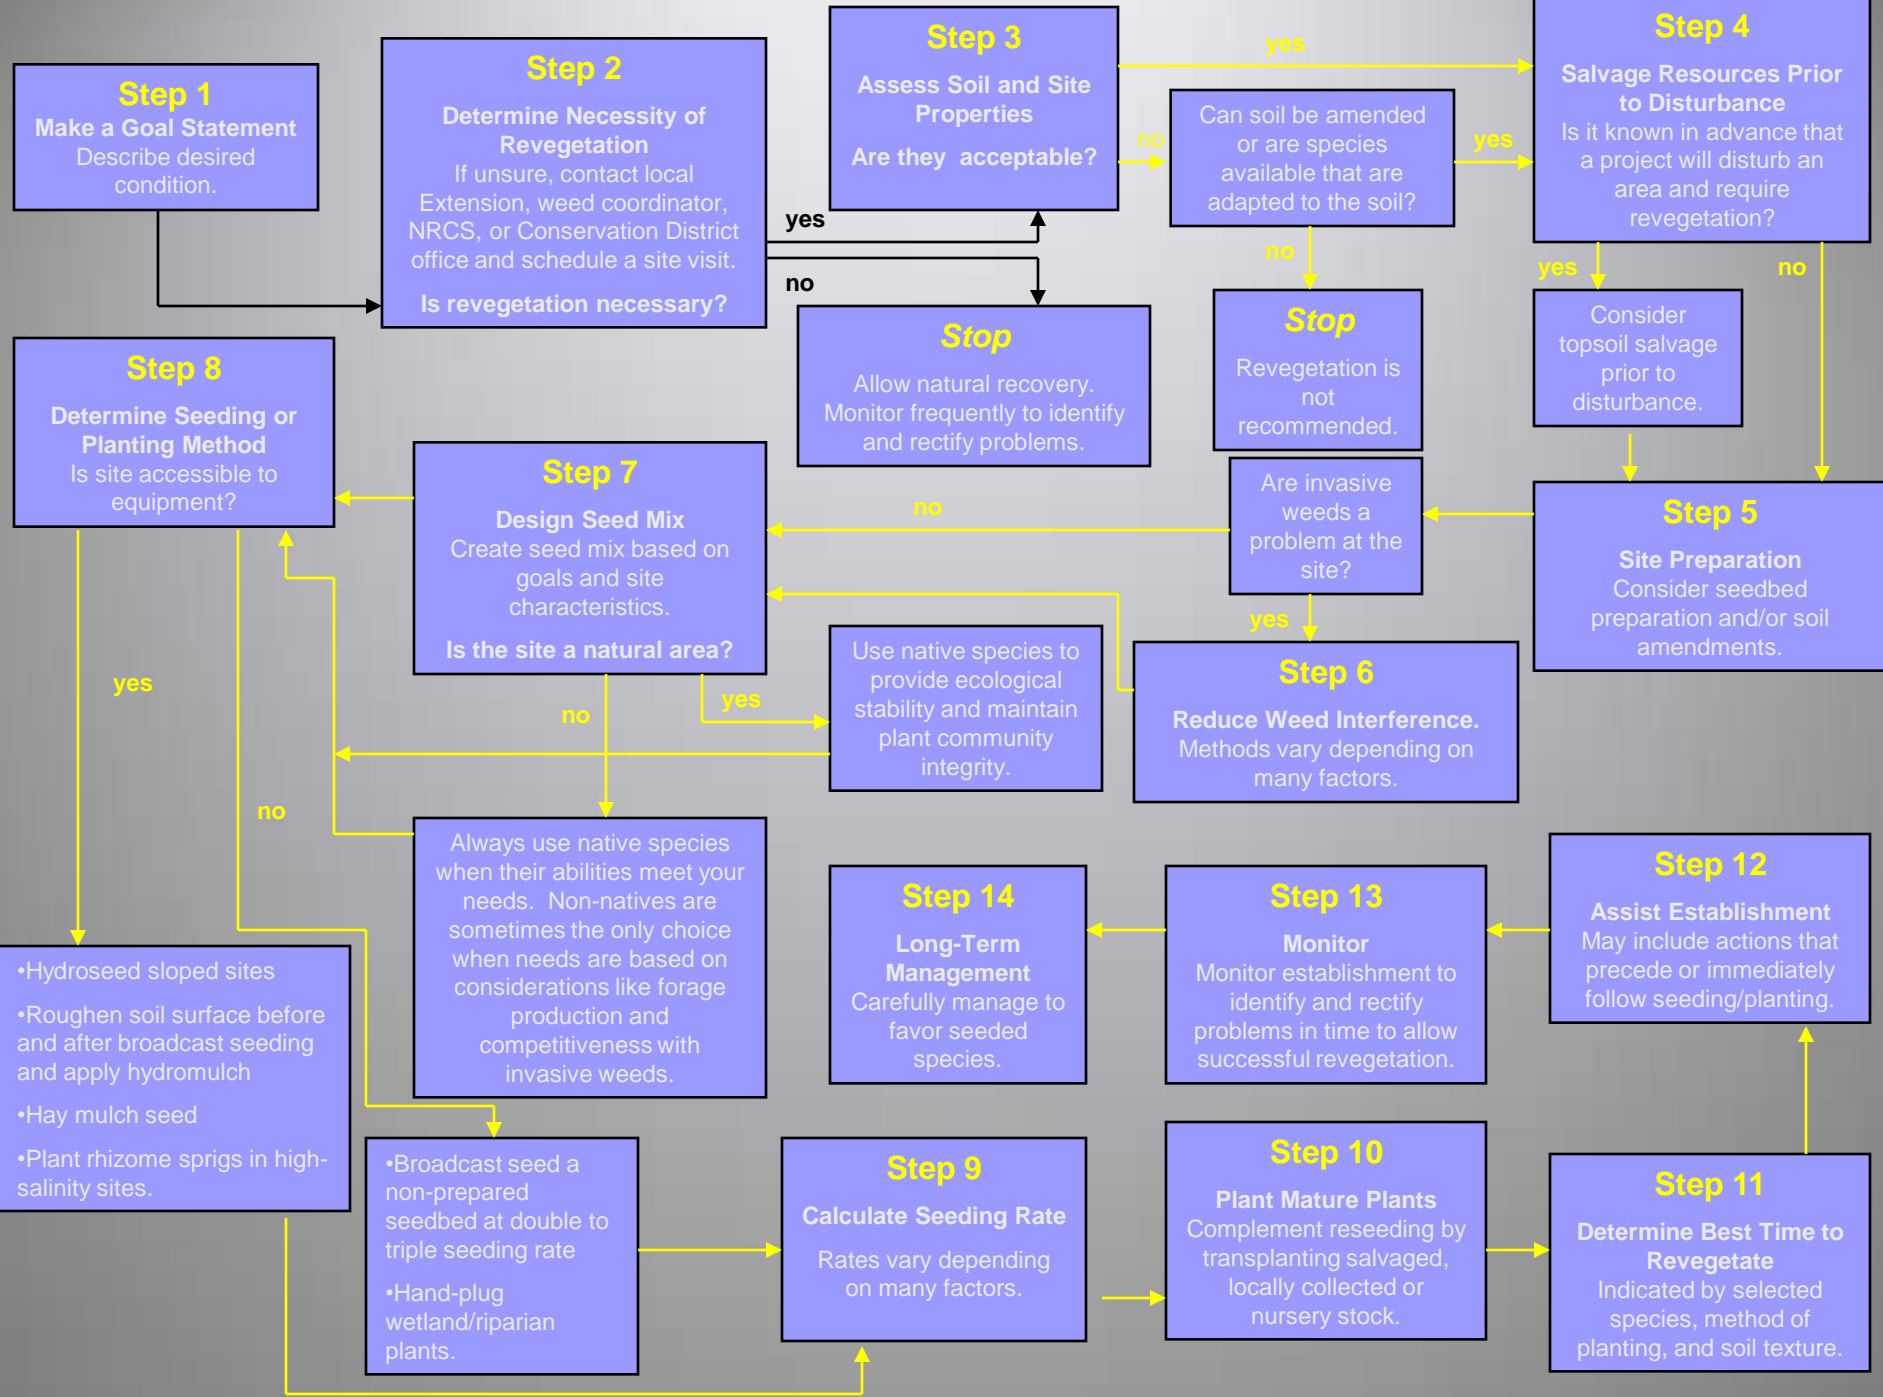 Step 1
Make a Goal Statement
Describe desired
condition.
Step 2
Determine Necessity of
Revegetation
If unsure, contact local
Extension, weed coordinator,
NRCS, or Conservation District
office and schedule a site visit.
Is revegetation necessary?
yes
no
Step 3
Assess Soil and Site
Properties
Are they acceptable?
yes
no
Can soil be amended
or are species
available that are
adapted to the soil?
yes
no
Step 4
Salvage Resources Prior
to Disturbance
Is it known in advance that
a project will disturb an
area and require
revegetation?
yes
no
Stop
Allow natural recovery.
Monitor frequently to identify
and rectify problems.
Stop
Revegetation is
not
recommended.
Consider
topsoil salvage
prior to
disturbance.
Step 5
Site Preparation
Consider seedbed
preparation and/or soil
amendments.
Are invasive
weeds a
problem at the
site?
no
yes
Step 6
Reduce Weed Interference.
Methods vary depending on
many factors.
Step 7
Design Seed Mix
Create seed mix based on
goals and site
characteristics.
Is the site a natural area?
yes
no
Use native species to
provide ecological
stability and maintain
plant community
integrity.
Always use native species
when their abilities meet your
needs. Non-natives are
sometimes the only choice
when needs are based on
considerations like forage
production and
competitiveness with
invasive weeds.
Step 8
Determine Seeding or
Planting Method
Is site accessible to
equipment?
yes
no
•Hydroseed sloped sites
•Roughen soil surface before
and after broadcast seeding
and apply hydromulch
•Hay mulch seed
•Plant rhizome sprigs in high-
salinity sites.
•Broadcast seed a
non-prepared
seedbed at double to
triple seeding rate
•Hand-plug
wetland/riparian
plants.
Step 9
Calculate Seeding Rate
Rates vary depending
on many factors.
Step 10
Plant Mature Plants
Complement reseeding by
transplanting salvaged,
locally collected or
nursery stock.
Step 11
Determine Best Time to
Revegetate
Indicated by selected
species, method of
planting, and soil texture.
Step 12
Assist Establishment
May include actions that
precede or immediately
follow seeding/planting.
Step 13
Monitor
Monitor establishment to
identify and rectify
problems in time to allow
successful revegetation.
Step 14
Long-Term
Management
Carefully manage to
favor seeded
species.